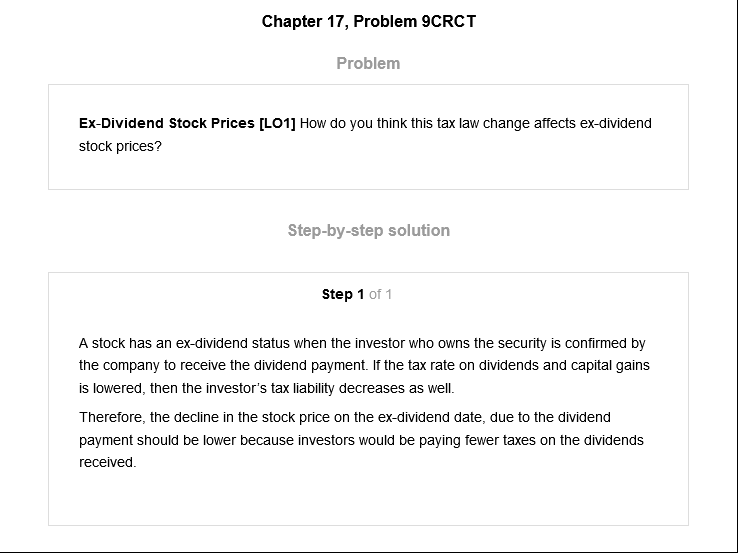 Chapter 17, Problem 9CRCT
Problem
Ex-Dividend Stock Prices [LO1] How do you think this tax law change affects ex-dividend
stock prices?
Step-by-step solution
Step 1 of 1
A stock has an ex-dividend status when the investor who owns the security is confirmed by
the company to receive the dividend payment. If the tax rate on dividends and capital gains
is lowered, then the investor's tax liability decreases as well.
Therefore, the decline in the stock price on the ex-dividend date, due to the dividend
payment should be lower because investors would be paying fewer taxes on the dividends
received.